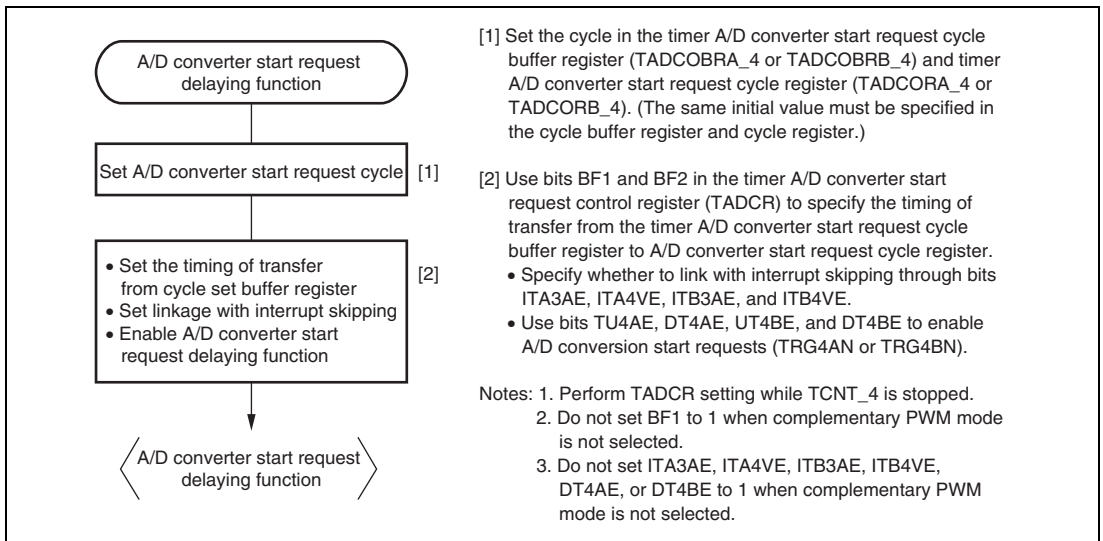 A/D converter start request
delaying function
Set A/D converter start request cycle [1]
• Set the timing of transfer
from cycle set buffer register
• Set linkage with interrupt skipping
• Enable A/D converter start
request delaying function
[2]
A/D converter start request
delaying function
[1] Set the cycle in the timer A/D converter start request cycle
buffer register (TADCOBRA_4 or TADCOBRB_4) and timer
A/D converter start request cycle register (TADCORA_4 or
TADCORB_4). (The same initial value must be specified in
the cycle buffer register and cycle register.)
[2] Use bits BF1 and BF2 in the timer A/D converter start
request control register (TADCR) to specify the timing of
transfer from the timer A/D converter start request cycle
buffer register to A/D converter start request cycle register.
• Specify whether to link with interrupt skipping through bits
ITA3AE, ITA4VE, ITB3AE, and ITB4VE.
• Use bits TU4AE, DT4AE, UT4BE, and DT4BE to enable
A/D conversion start requests (TRG4AN or TRG4BN).
Notes: 1. Perform TADCR setting while TCNT_4 is stopped.
2. Do not set BF1 to 1 when complementary PWM mode
is not selected.
3. Do not set ITA3AE, ITA4VE, ITB3AE, ITB4VE,
DT4AE, or DT4BE to 1 when complementary PWM
mode is not selected.